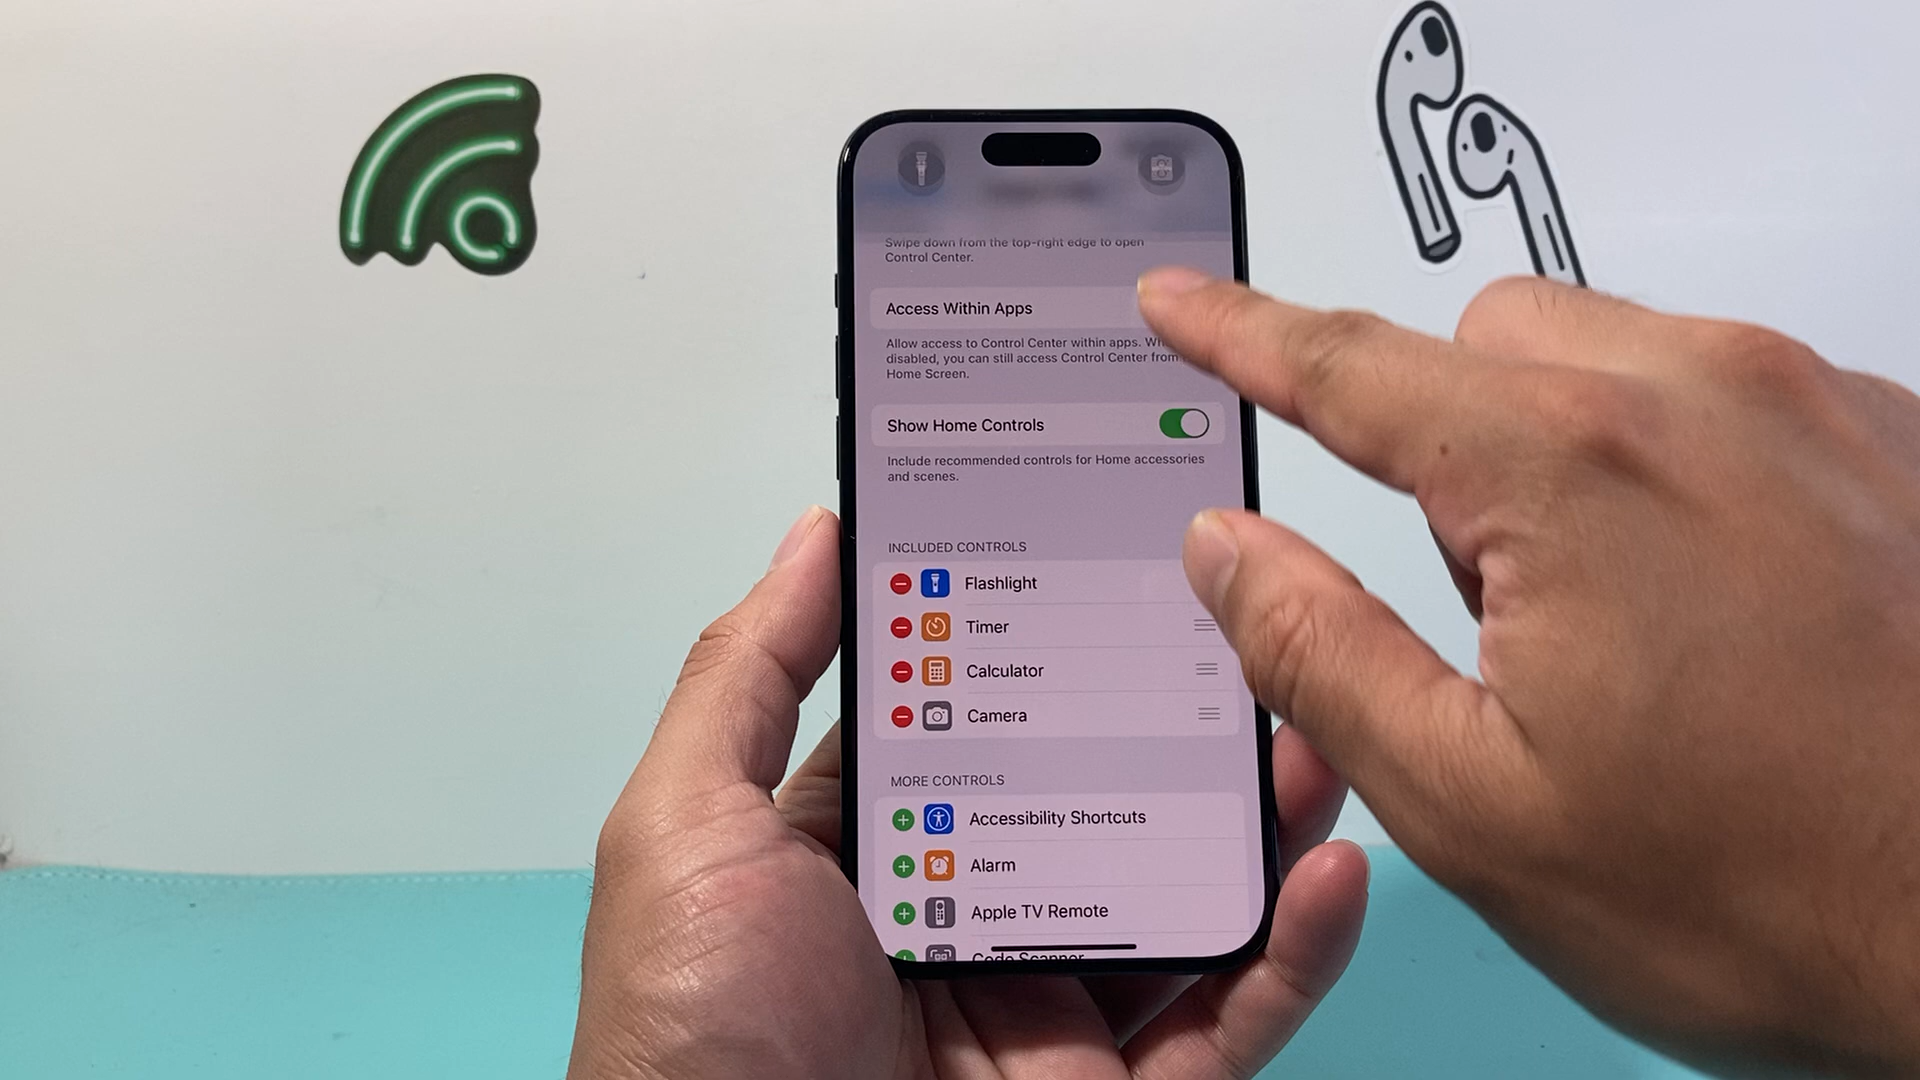 Swipe down from the top-right edge to open
Control Center.
Access Within Apps
Allow access to Control Center within apps.
disabled, you can still access Control Center from
Home Screen.
Show Home Controls
Include recommended controls for Home accessories
and scenes.
INCLUDED CONTROLS
Flashlight
Timer
Calculator
Camera
MORE CONTROLS
Accessibility Shortcuts
Alarm
Apple TV Remote
Code Scanner